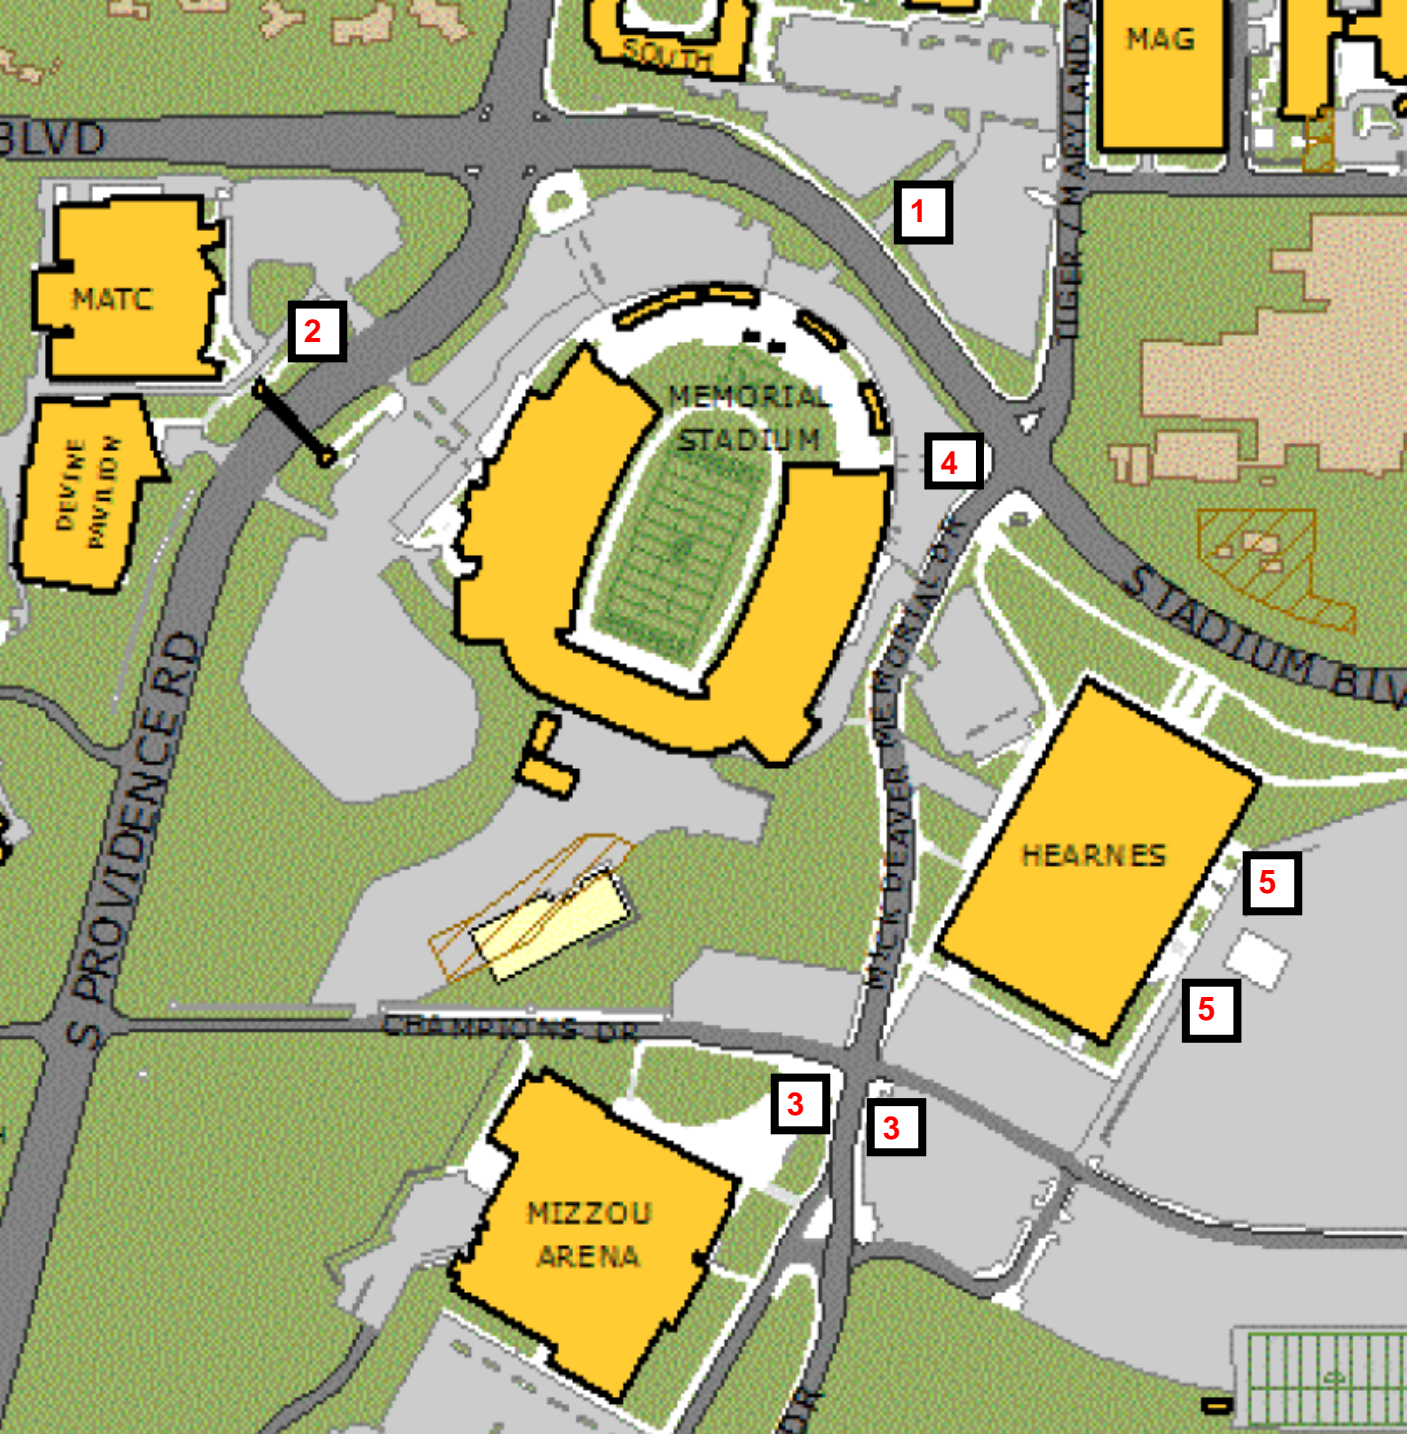 SOUTH
MAG
BLVD
TIGER / MARYLAND A
1
MATC
2
MEMORIAL
STADIUM
4
DEVINE
PAVILION
MICK DEAVER MEMORIAL DR
STADIUM BLV
S PROVIDENCE RD
HEARNES
5
5
CHAMPIONS DR
3
3
MIZZOU
ARENA
DR